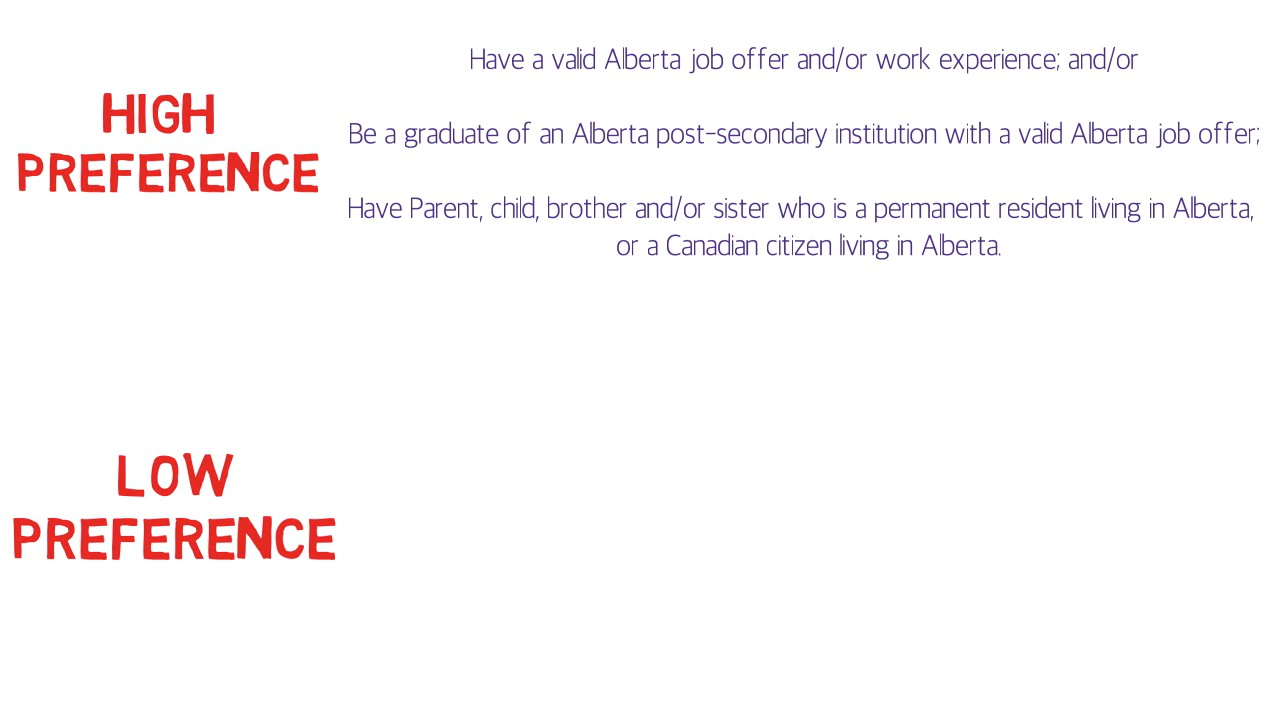 HIGH
PREFERENCE
Have a valid Alberta job offer and/or work experience; and/or
Be a graduate of an Alberta post-secondary institution with a valid Alberta job offer;
Have Parent, child, brother and/or sister who is a permanent resident living in Alberta,
or a Canadian citizen living in Alberta.
LOW
PREFERENCE